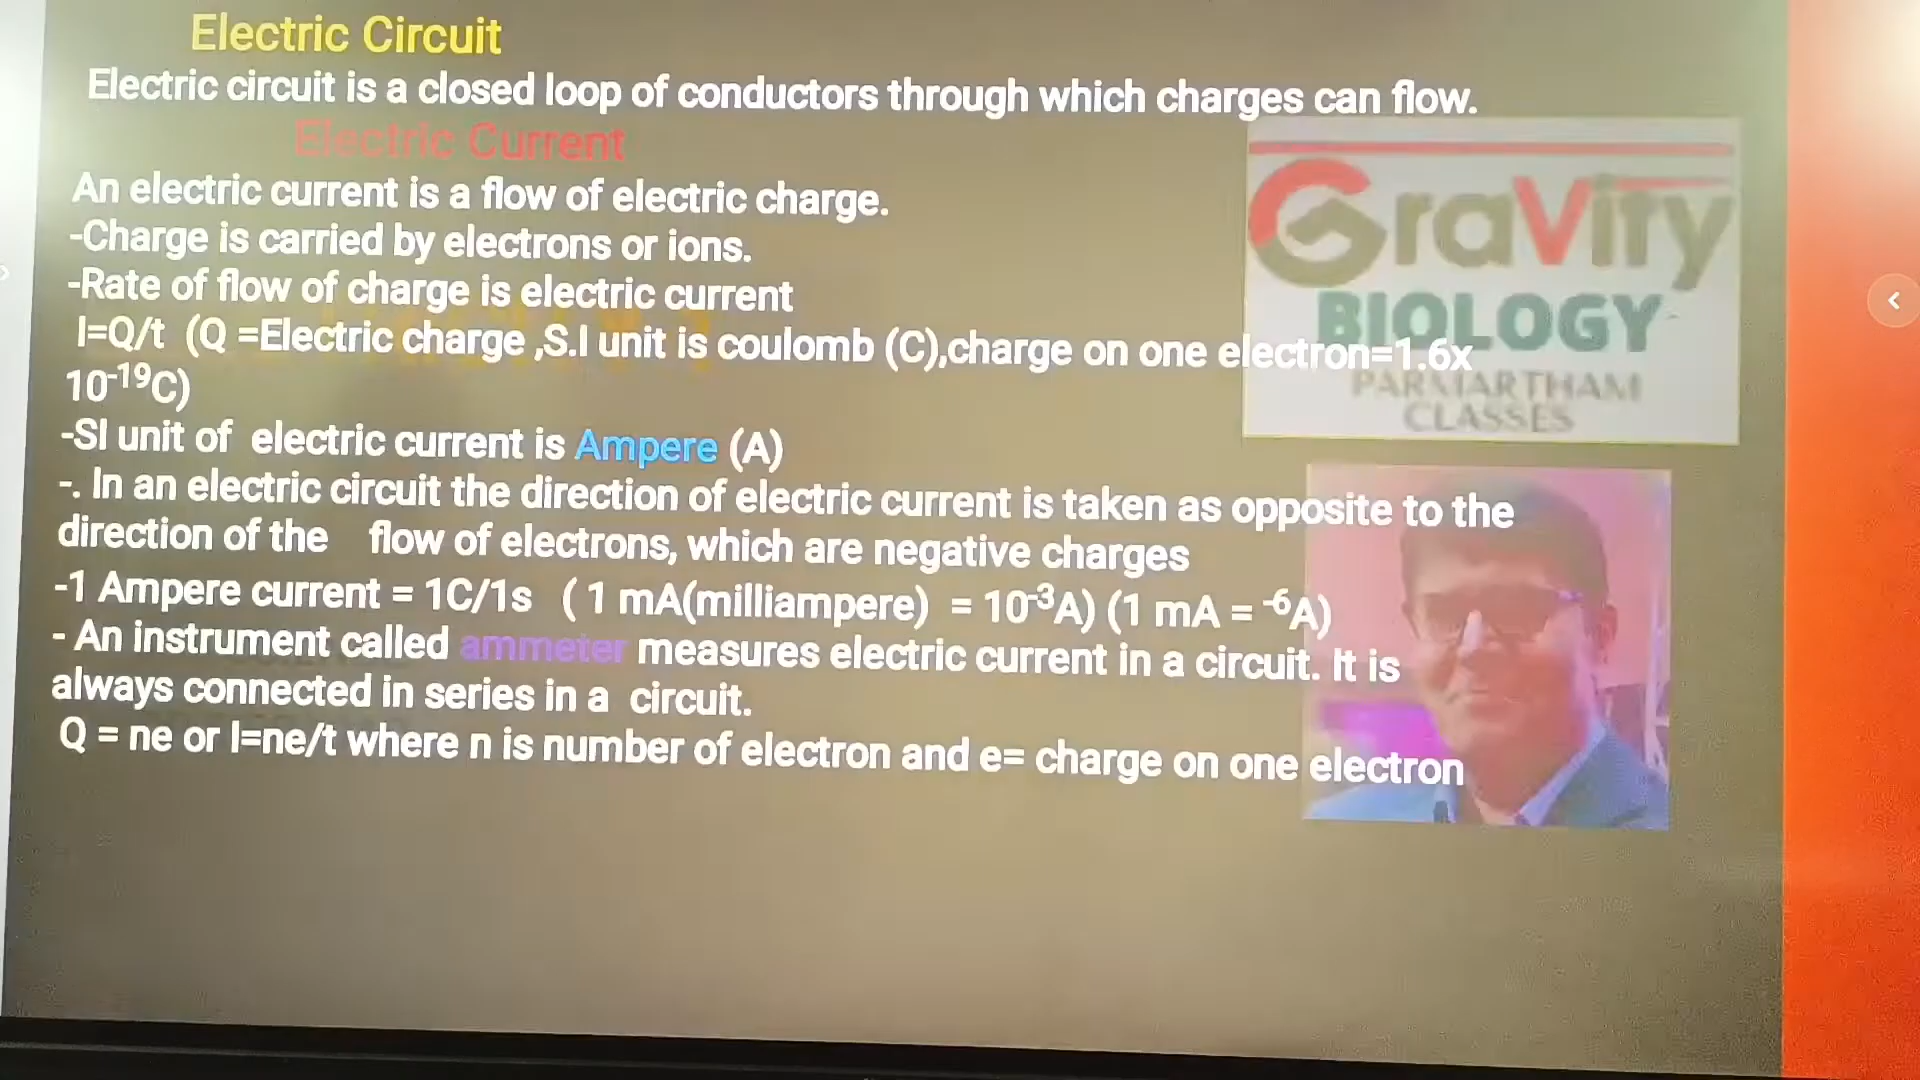 Electric Circuit
Electric circuit is a closed loop of conductors through which charges can flow.
Electric Current
An electric current is a flow of electric charge.
-Charge is carried by electrons or ions.
-Rate of flow of charge is electric current
I=Q/t (Q =Electric charge ,S.I unit is coulomb (C),charge on one electron=1.6x
10⁻¹⁹C)
-SI unit of electric current is Ampere (A)
-. In an electric circuit the direction of electric current is taken as opposite to the
direction of the flow of electrons, which are negative charges
-1 Ampere current = 1C/1s ( 1 mA(milliampere) = 10⁻³A) (1 mA = ⁻⁶A)
- An instrument called ammeter measures electric current in a circuit. It is
always connected in series in a circuit.
Q = ne or I=ne/t where n is number of electron and e= charge on one electron
GraVity
BIOLOGY
PARMARTHAM
CLASSES